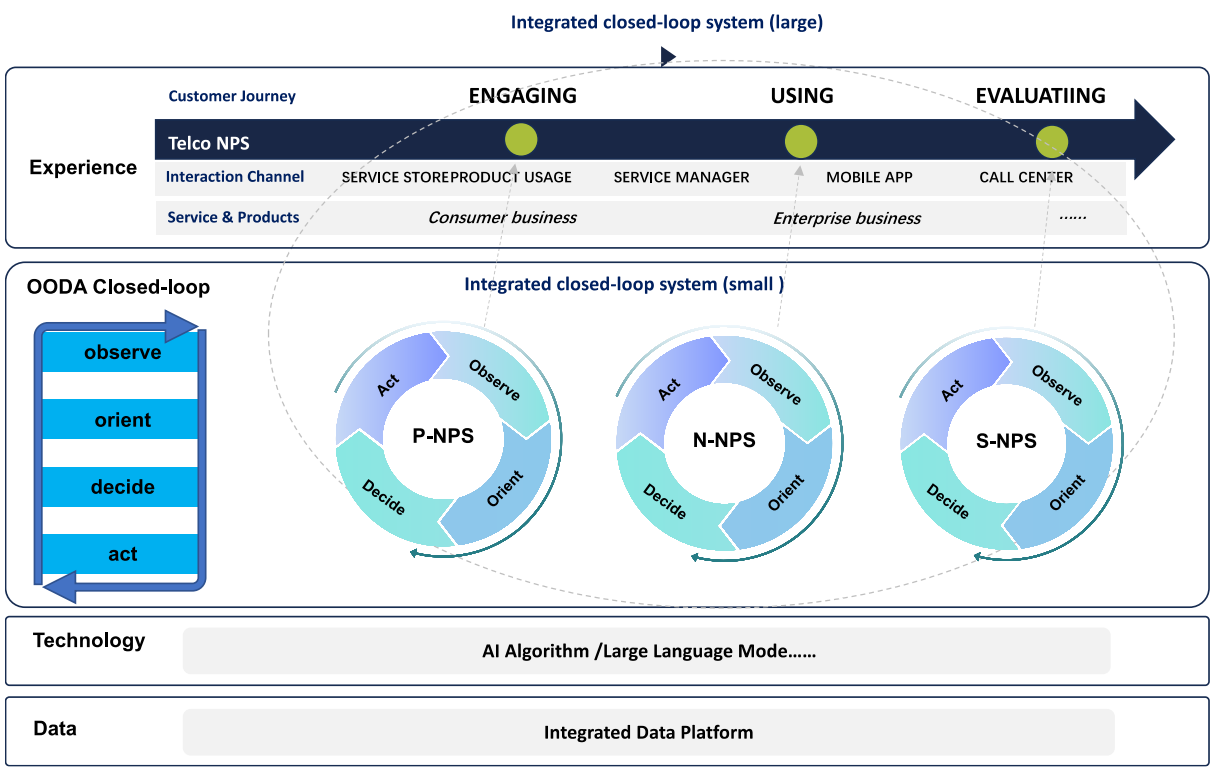 Integrated closed-loop system (large)
Customer Journey
ENGAGING
USING
EVALUATIING
Telco NPS
Experience
Interaction Channel
SERVICE STOREPRODUCT USAGE
SERVICE MANAGER
MOBILE APP
CALL CENTER
Service & Products
Consumer business
Enterprise business
......
OODA Closed-loop
Integrated closed-loop system (small )
observe
orient
decide
act
Act
Observe
P-NPS
Decide
Orient
Act
Observe
N-NPS
Decide
Orient
Act
Observe
S-NPS
Decide
Orient
Technology
AI Algorithm /Large Language Mode......
Data
Integrated Data Platform